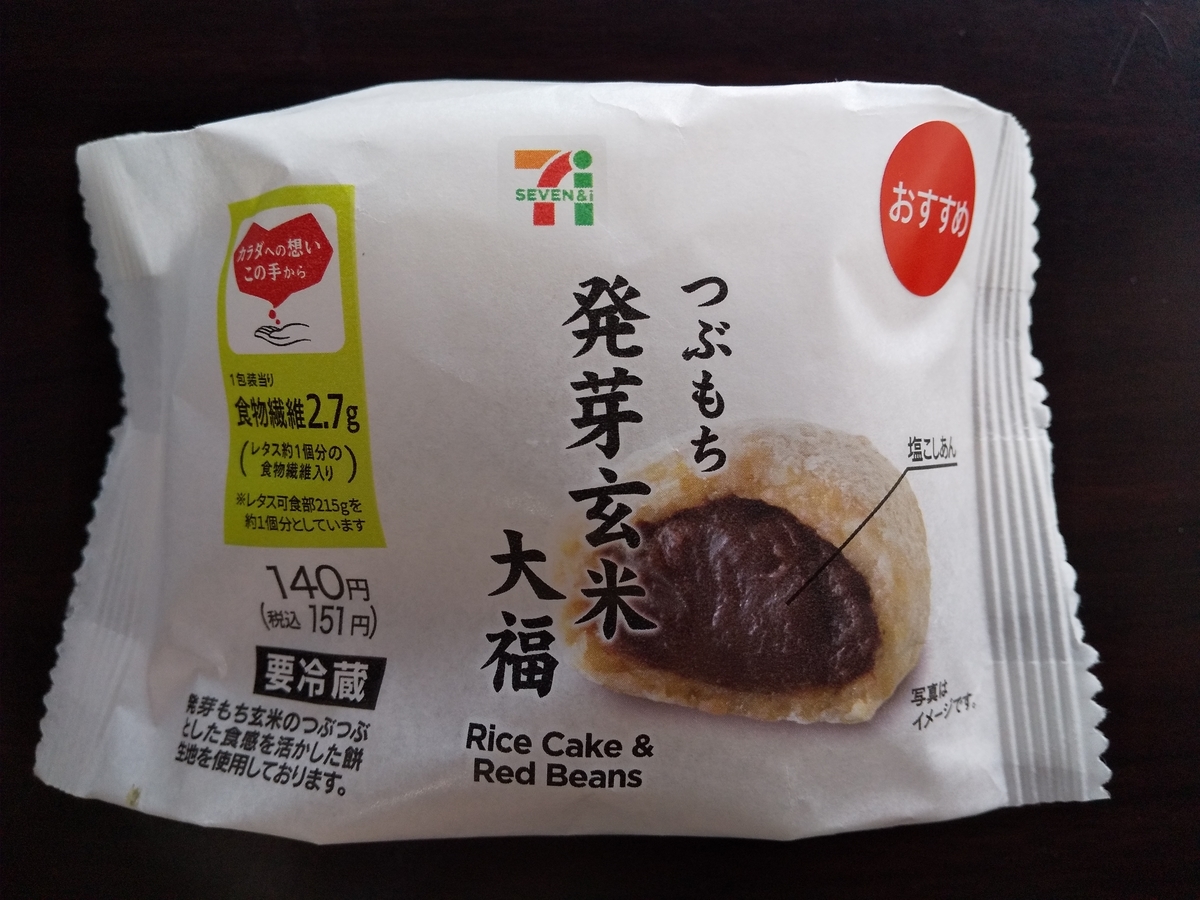 SEVEN&i
おすすめ
カラダへの想い
この手から
1包装当り
食物繊維2.7g
(レタス約1個分の
食物繊維入り)
※レタス可食部215gを
約1個分としています
140円
(税込 151円)
要冷蔵
発芽もち玄米のつぶつぶ
とした食感を活かした餅
生地を使用しております。
つぶもち
発芽玄米
大福
Rice Cake &
Red Beans
塩こしあん
写真は
イメージです。